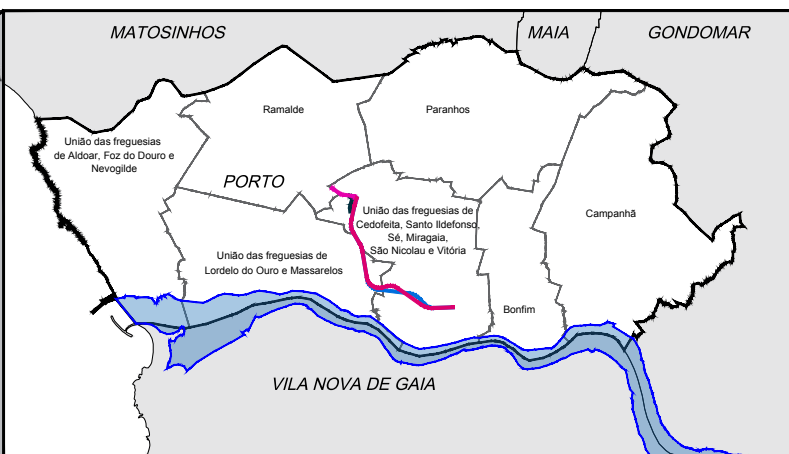 MATOSINHOS
MAIA
GONDOMAR
Ramalde
Paranhos
União das freguesias
de Aldoar, Foz do Douro e
Nevogilde
PORTO
União das freguesias de
Cedofeita, Santo Ildefonso,
Sé, Miragaia,
São Nicolau e Vitória
Campanhã
União das freguesias de
Lordelo do Ouro e Massarelos
Bonfim
VILA NOVA DE GAIA